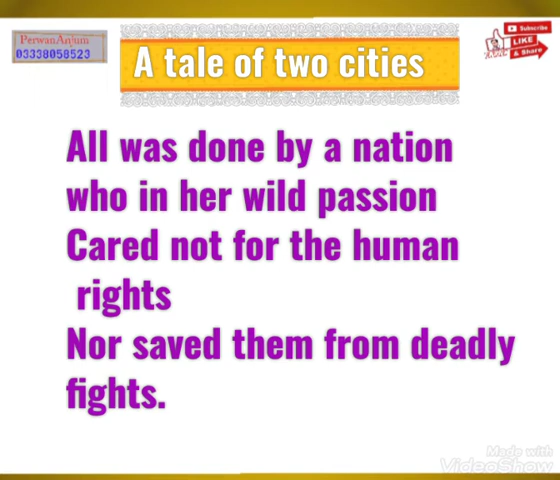 PerwanAnjum
03338058523
A tale of two cities
Subscribe
LIKE
& Share
All was done by a nation
who in her wild passion
Cared not for the human
rights
Nor saved them from deadly
fights.
Made with
VideoShow